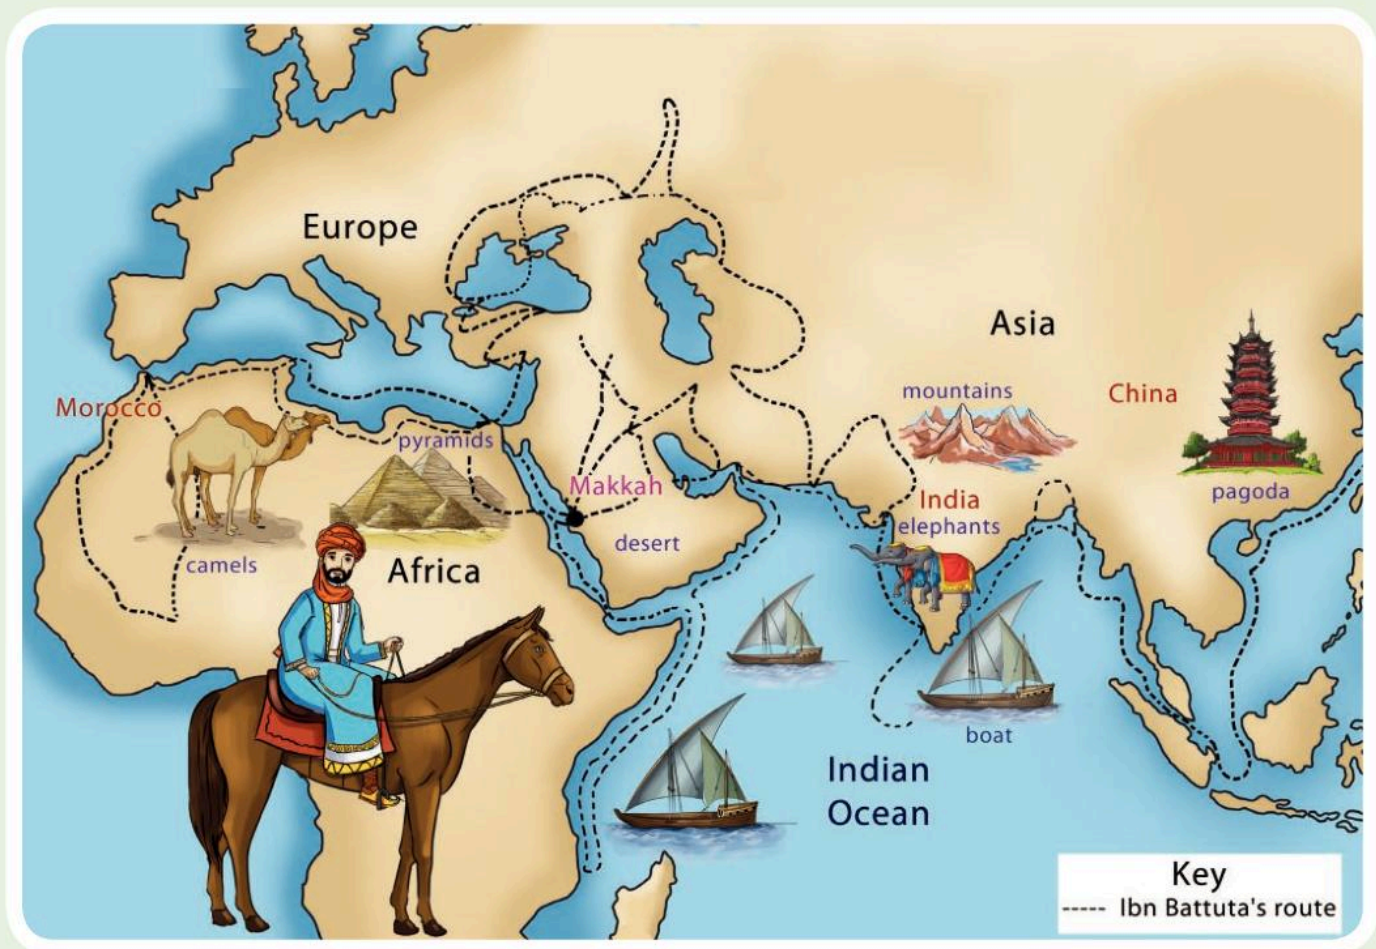 Europe
Asia
mountains
China
Morocco
pyramids
Makkah
India
pagoda
elephants
desert
camels
Africa
boat
Indian
Ocean
Key
----- Ibn Battuta's route